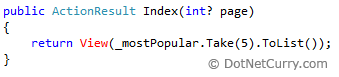 public ActionResult Index(int? page)
{
    return View(_mostPopular.Take(5).ToList());
}
© DotNetCurry.com